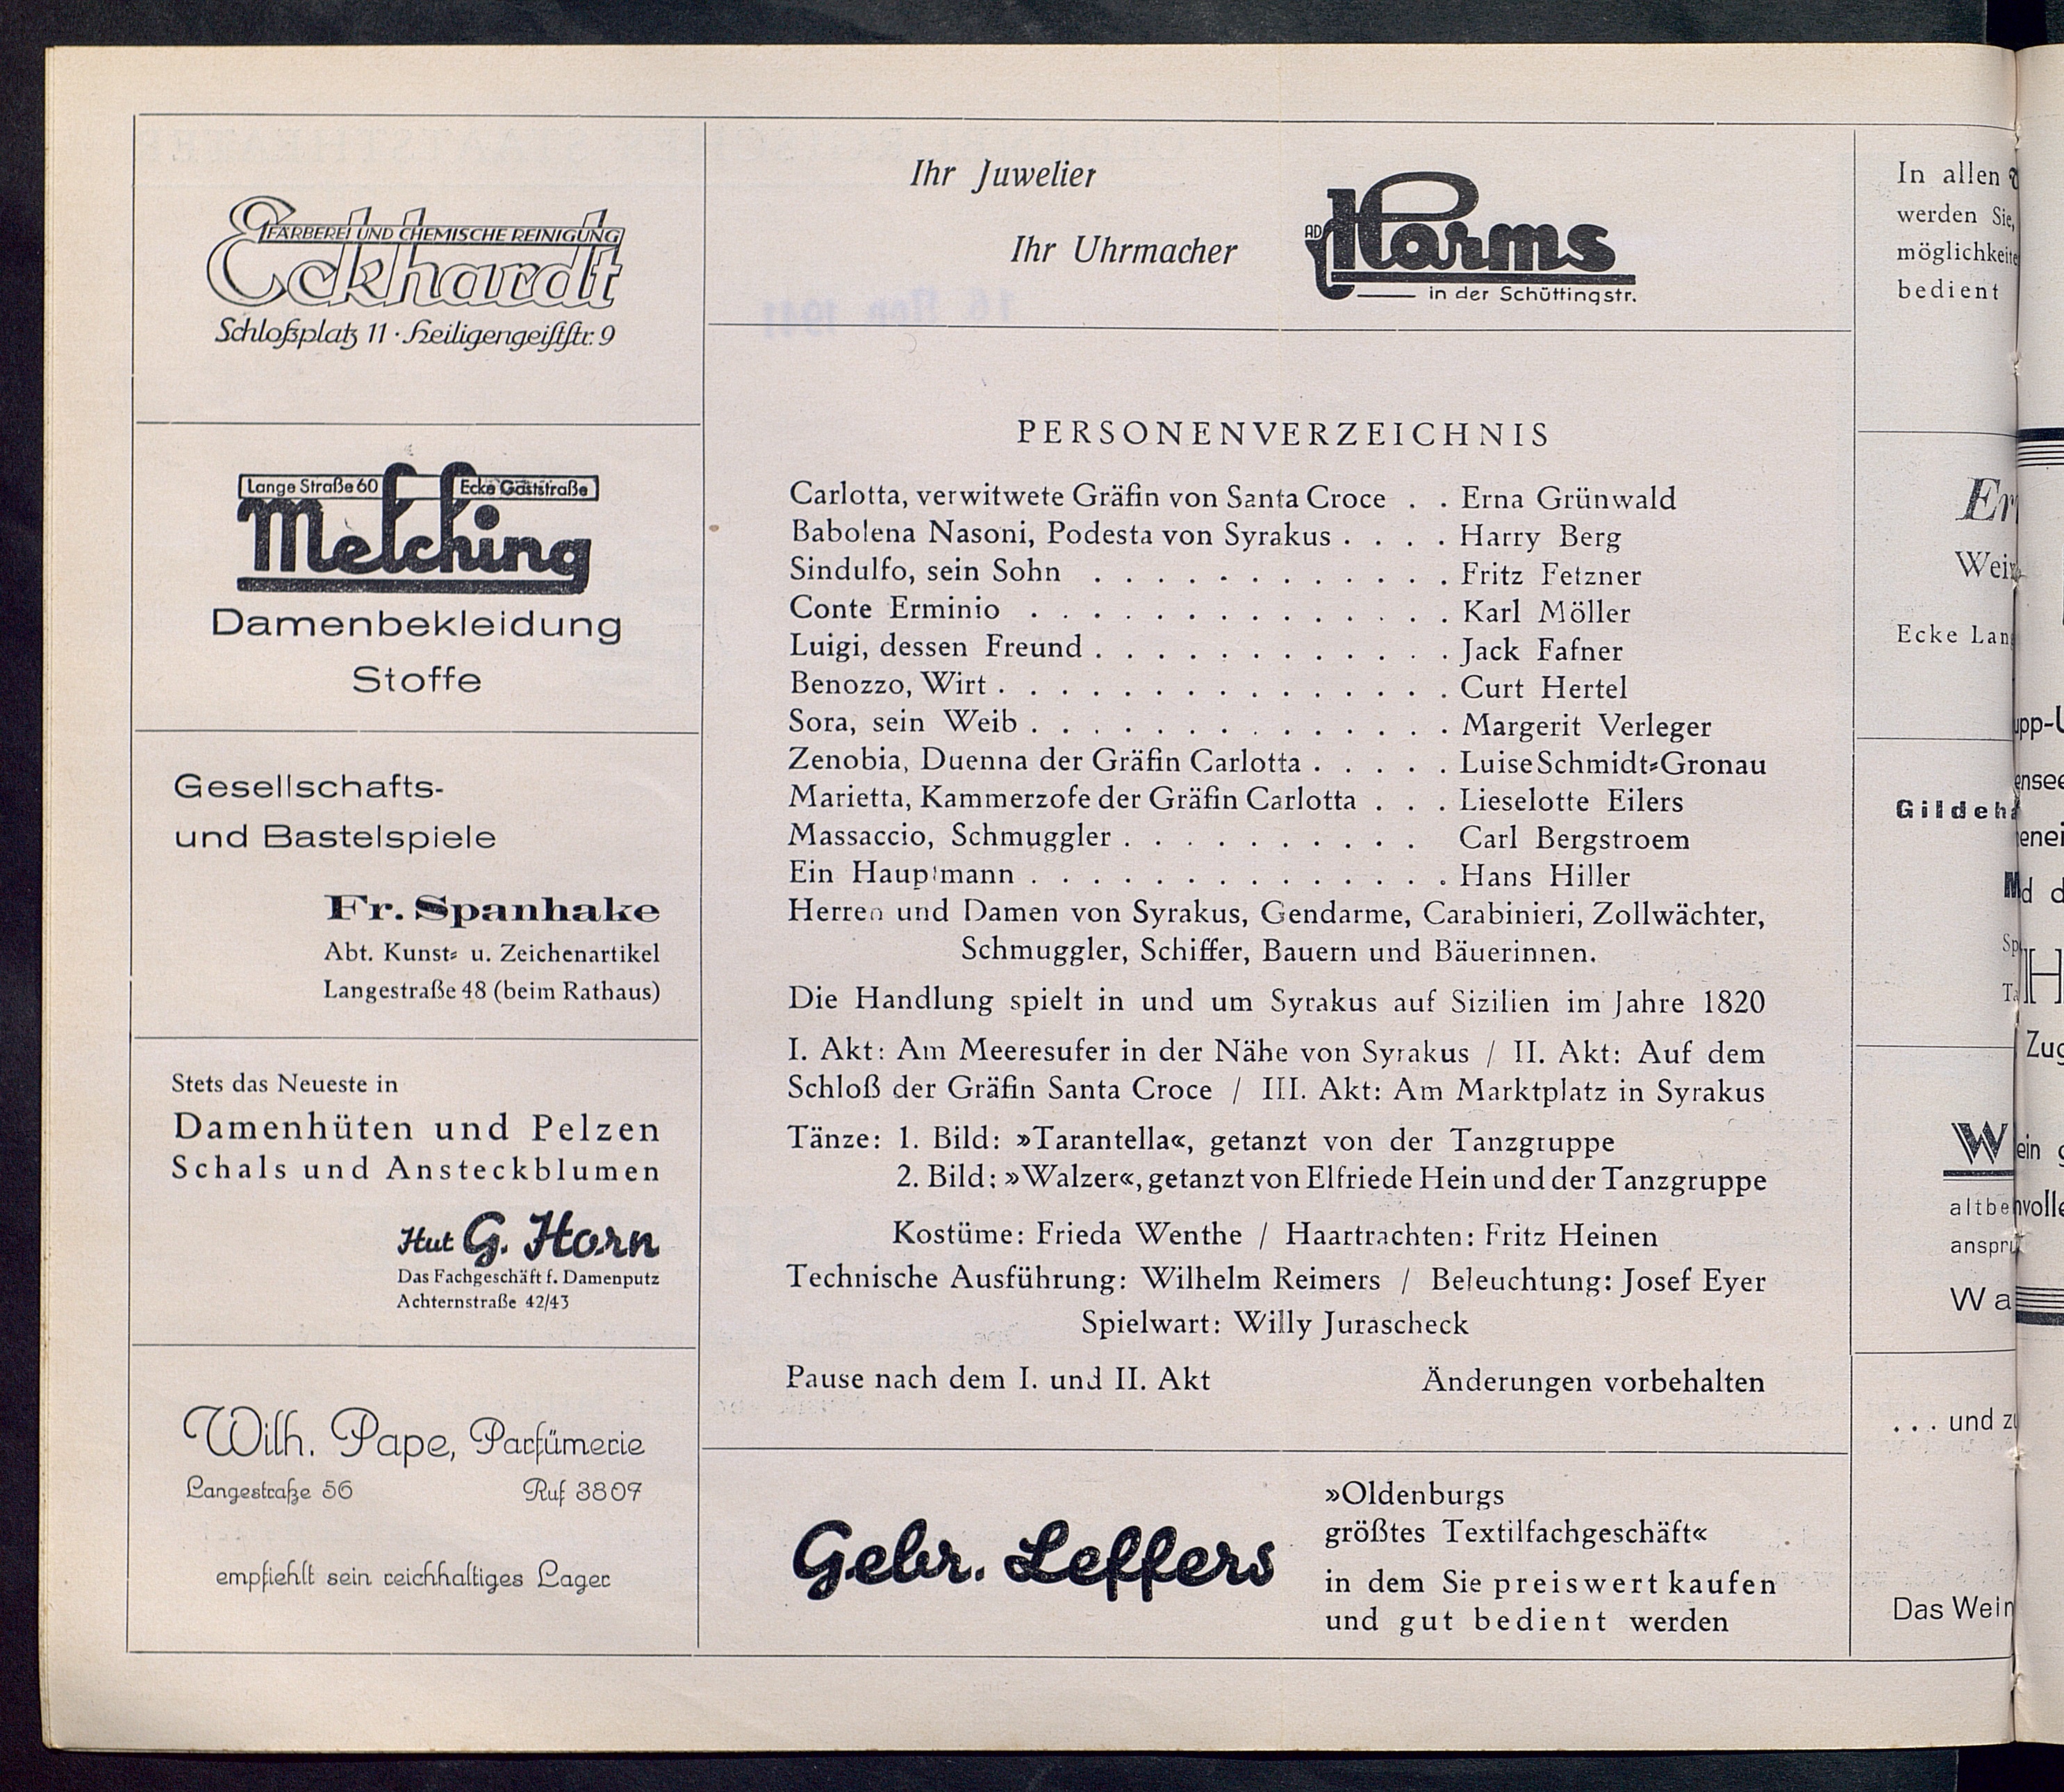 FÄRBEREI UND CHEMISCHE REINIGUNG
Eckhardt
Schloßplatz 11 · Heiligengeiststr. 9
Lange Straße 60 Ecke Gaststraße
Melching
Damenbekleidung
Stoffe
Gesellschafts-
und Bastelspiele
Fr. Spanhake
Abt. Kunst- u. Zeichenartikel
Langestraße 48 (beim Rathaus)
Stets das Neueste in
Damenhüten und Pelzen
Schals und Ansteckblumen
Hut G. Horn
Das Fachgeschäft f. Damenputz
Achternstraße 42/43
Wilh. Pape, Parfümerie
Langestraße 56 Ruf 3807
empfiehlt sein reichhaltiges Lager
Ihr Juwelier
Ihr Uhrmacher
AD Harms
in der Schüttingstr.
PERSONENVERZEICHNIS
Carlotta, verwitwete Gräfin von Santa Croce . . Erna Grünwald
Babolena Nasoni, Podesta von Syrakus . . . . Harry Berg
Sindulfo, sein Sohn . . . . . . . . . . . . Fritz Fetzner
Conte Erminio . . . . . . . . . . . . . . Karl Möller
Luigi, dessen Freund . . . . . . . . . . . . Jack Fafner
Benozzo, Wirt . . . . . . . . . . . . . . . Curt Hertel
Sora, sein Weib . . . . . . . . . . . . . . Margerit Verleger
Zenobia, Duenna der Gräfin Carlotta . . . . . Luise Schmidt-Gronau
Marietta, Kammerzofe der Gräfin Carlotta . . . Lieselotte Eilers
Massaccio, Schmuggler . . . . . . . . . . Carl Bergstroem
Ein Hauptmann . . . . . . . . . . . . . . Hans Hiller
Herren und Damen von Syrakus, Gendarme, Carabinieri, Zollwächter,
Schmuggler, Schiffer, Bauern und Bäuerinnen.
Die Handlung spielt in und um Syrakus auf Sizilien im Jahre 1820
I. Akt: Am Meeresufer in der Nähe von Syrakus / II. Akt: Auf dem
Schloß der Gräfin Santa Croce / III. Akt: Am Marktplatz in Syrakus
Tänze: 1. Bild: »Tarantella«, getanzt von der Tanzgruppe
2. Bild: »Walzer«, getanzt von Elfriede Hein und der Tanzgruppe
Kostüme: Frieda Wenthe / Haartrachten: Fritz Heinen
Technische Ausführung: Wilhelm Reimers / Beleuchtung: Josef Eyer
Spielwart: Willy Jurascheck
Pause nach dem I. und II. Akt Änderungen vorbehalten
Gebr. Leffers
»Oldenburgs
größtes Textilfachgeschäft«
in dem Sie preiswert kaufen
und gut bedient werden
In allen
werden Sie,
möglichkeite
bedient
Er
Wei
Ecke Lan
Gildeh
W
altbe
anspr
Wa
. . . und z
Das Wein
Zug